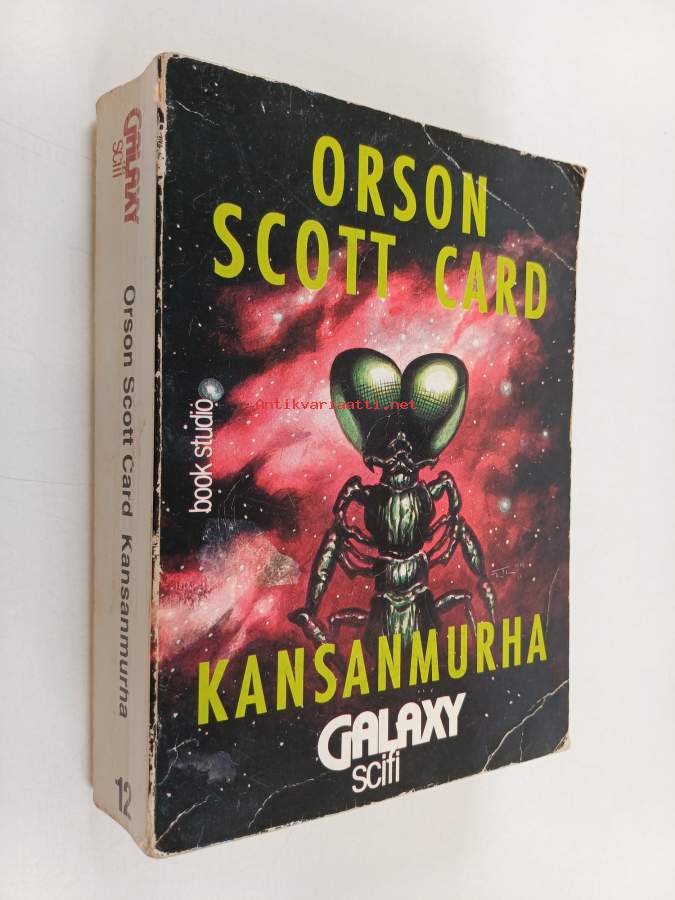 ORSON
SCOTT CARD
Antikvariaatti.net
book studio
KANSANMURHA
GALAXY
scifi
GALAXY
scifi
Orson Scott Card Kansanmurha
12